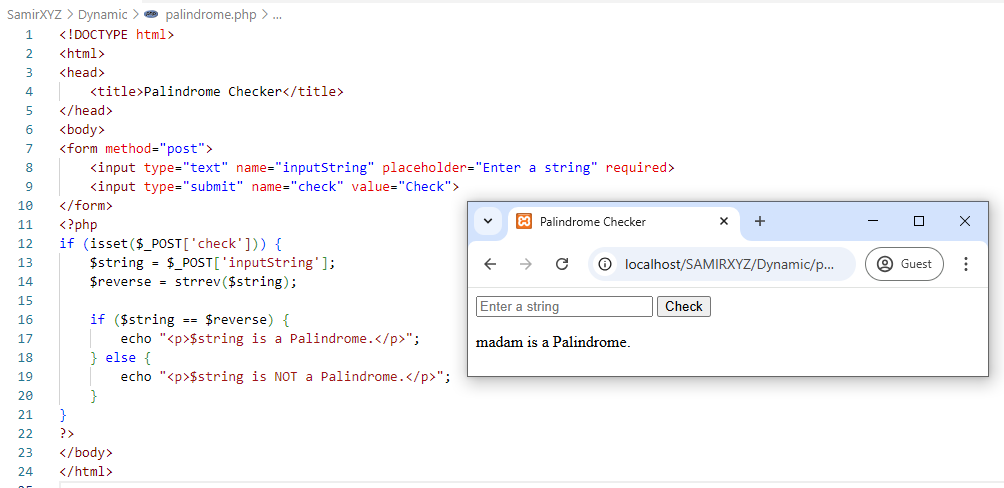 SamirXYZ > Dynamic > palindrome.php > ...
1 <!DOCTYPE html>
2 <html>
3 <head>
4     <title>Palindrome Checker</title>
5 </head>
6 <body>
7 <form method="post">
8     <input type="text" name="inputString" placeholder="Enter a string" required>
9     <input type="submit" name="check" value="Check">
10 </form>
11 <?php
12 if (isset($_POST['check'])) {
13     $string = $_POST['inputString'];
14     $reverse = strrev($string);
15
16     if ($string == $reverse) {
17         echo "<p>$string is a Palindrome.</p>";
18     } else {
19         echo "<p>$string is NOT a Palindrome.</p>";
20     }
21 }
22 ?>
23 </body>
24 </html>
25
Palindrome Checker
localhost/SAMIRXYZ/Dynamic/p...
Guest
Enter a string Check
madam is a Palindrome.